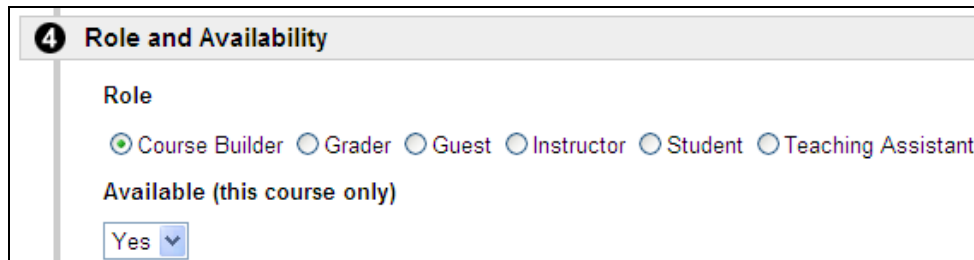 4 Role and Availability
Role
Course Builder Grader Guest Instructor Student Teaching Assistant
Available (this course only)
Yes